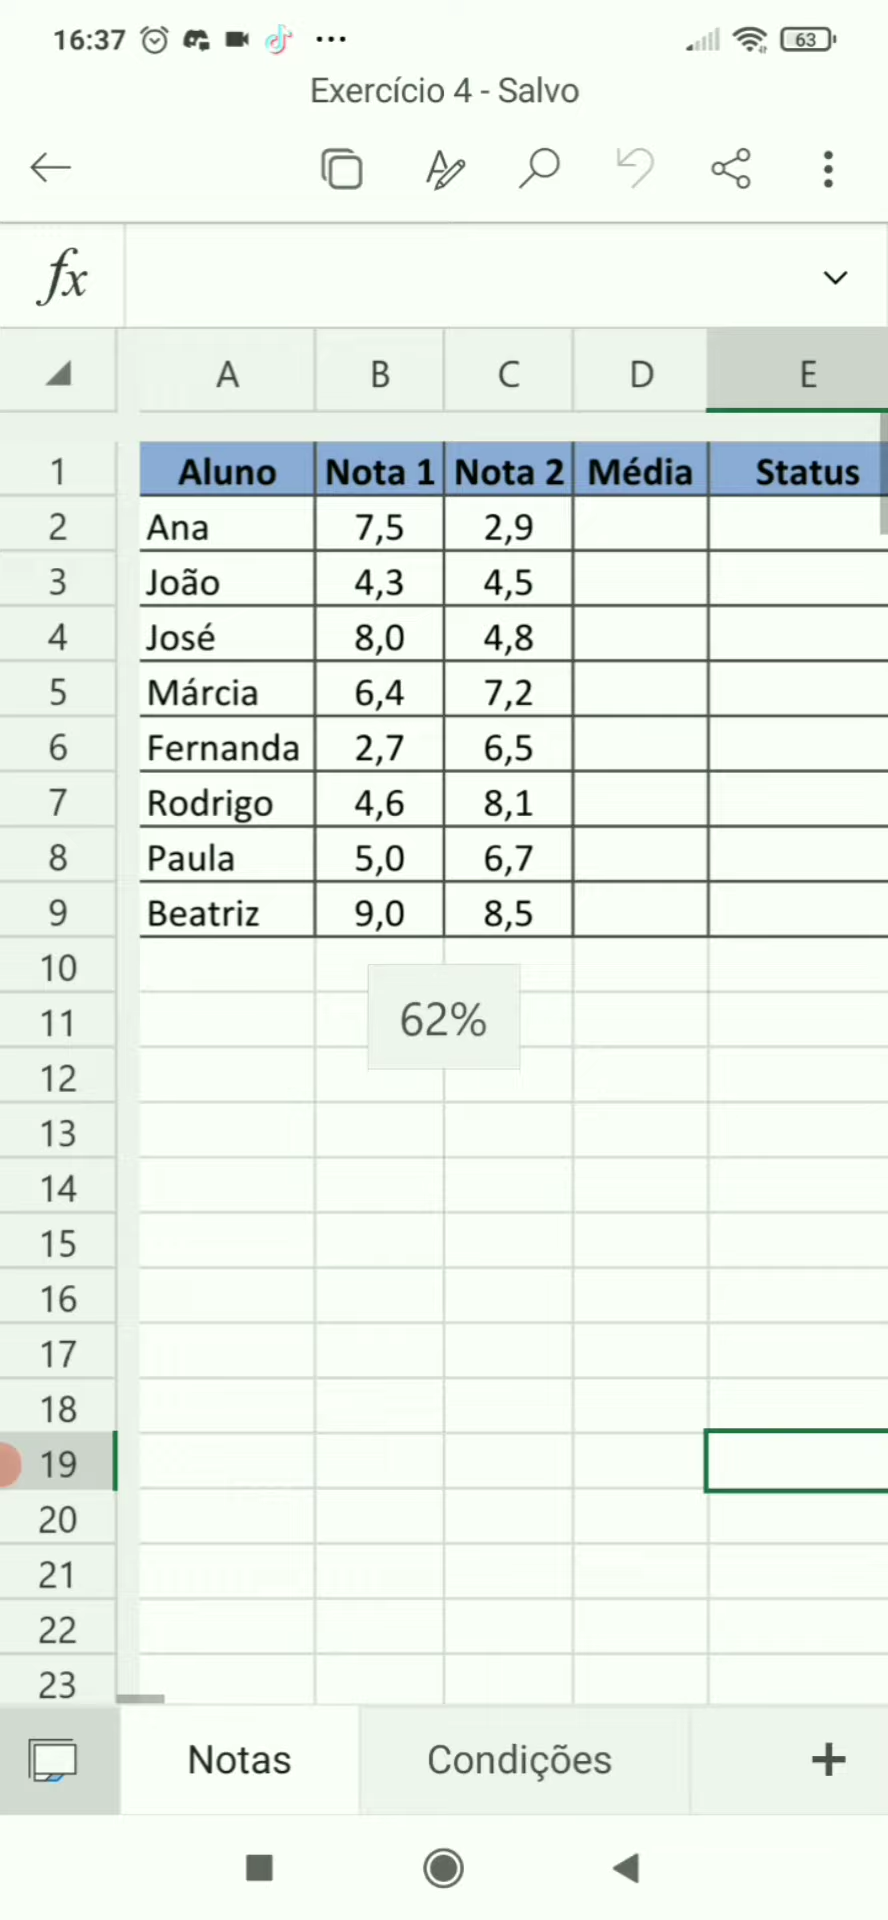 16:37 ... 63
Exercício 4 - Salvo
fx
A B C D E
1 Aluno Nota 1 Nota 2 Média Status
2 Ana 7,5 2,9
3 João 4,3 4,5
4 José 8,0 4,8
5 Márcia 6,4 7,2
6 Fernanda 2,7 6,5
7 Rodrigo 4,6 8,1
8 Paula 5,0 6,7
9 Beatriz 9,0 8,5
10
11 62%
12
13
14
15
16
17
18
19
20
21
22
23
Notas Condições +